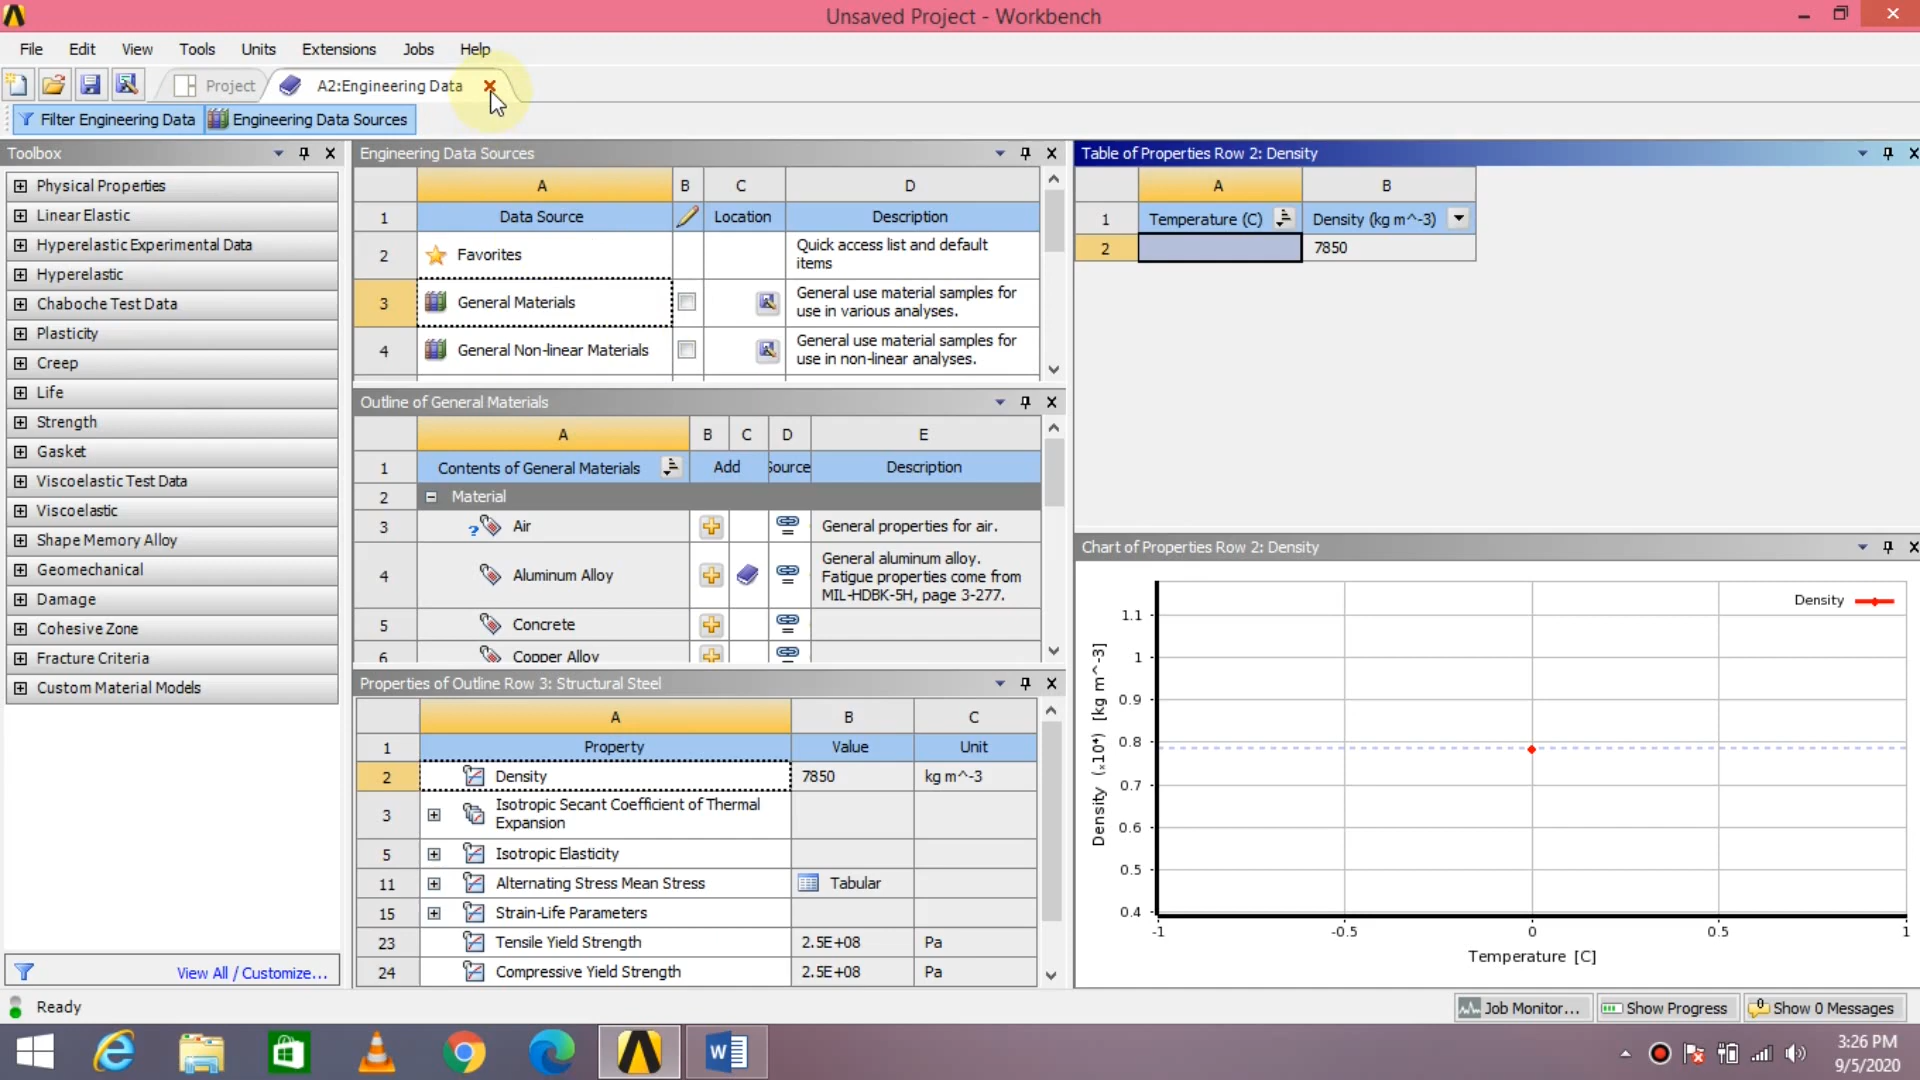 Unsaved Project - Workbench
File Edit View Tools Units Extensions Jobs Help
Project A2:Engineering Data
Filter Engineering Data Engineering Data Sources
Toolbox
Physical Properties
Linear Elastic
Hyperelastic Experimental Data
Hyperelastic
Chaboche Test Data
Plasticity
Creep
Life
Strength
Gasket
Viscoelastic Test Data
Viscoelastic
Shape Memory Alloy
Geomechanical
Damage
Cohesive Zone
Fracture Criteria
Custom Material Models
View All / Customize...
Engineering Data Sources
A B C D
1 Data Source Location Description
2 Favorites Quick access list and default
items
3 General Materials General use material samples for
use in various analyses.
4 General Non-linear Materials General use material samples for
use in non-linear analyses.
Outline of General Materials
A B C D E
1 Contents of General Materials Add Source Description
2 Material
3 Air General properties for air.
4 Aluminum Alloy General aluminum alloy.
Fatigue properties come from
MIL-HDBK-5H, page 3-277.
5 Concrete
6 Copper Alloy
Properties of Outline Row 3: Structural Steel
A B C
1 Property Value Unit
2 Density 7850 kg m^-3
3 Isotropic Secant Coefficient of Thermal
Expansion
5 Isotropic Elasticity
11 Alternating Stress Mean Stress Tabular
15 Strain-Life Parameters
23 Tensile Yield Strength 2.5E+08 Pa
24 Compressive Yield Strength 2.5E+08 Pa
Table of Properties Row 2: Density
A B
1 Temperature (C) Density (kg m^-3)
2 7850
Chart of Properties Row 2: Density
Density
1.1
1
0.9
0.8
0.7
0.6
0.5
0.4
Density (x10⁴) [kg m^-3]
-1 -0.5 0 0.5 1
Temperature [C]
Ready
Job Monitor... Show Progress Show 0 Messages
3:26 PM
9/5/2020